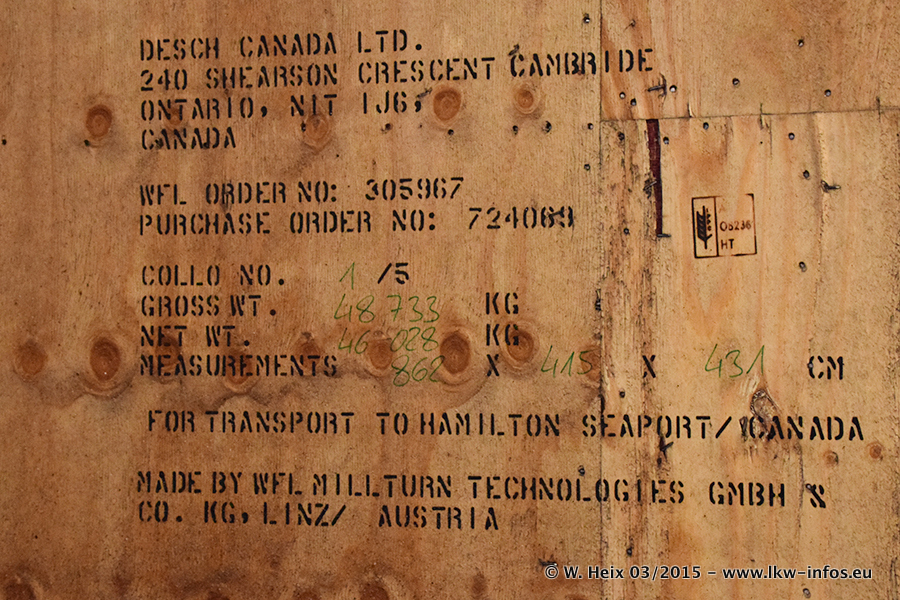 DESCH CANADA LTD.
240 SHEARSON CRESCENT CAMBRIDE
ONTARIO, NIT IJ6,
CANADA
WFL ORDER NO: 305967
PURCHASE ORDER NO: 724069
COLLO NO. 1 /5
GROSS WT. 48 733 KG
NET WT. 46 028 KG
MEASUREMENTS 862 X 415 X 431 CM
08236
HT
FOR TRANSPORT TO HAMILTON SEAPORT/ CANADA
MADE BY WFL MILLTURN TECHNOLOGIES GMBH &
CO. KG, LINZ/ AUSTRIA
© W. Heix 03/2015 - www.lkw-infos.eu